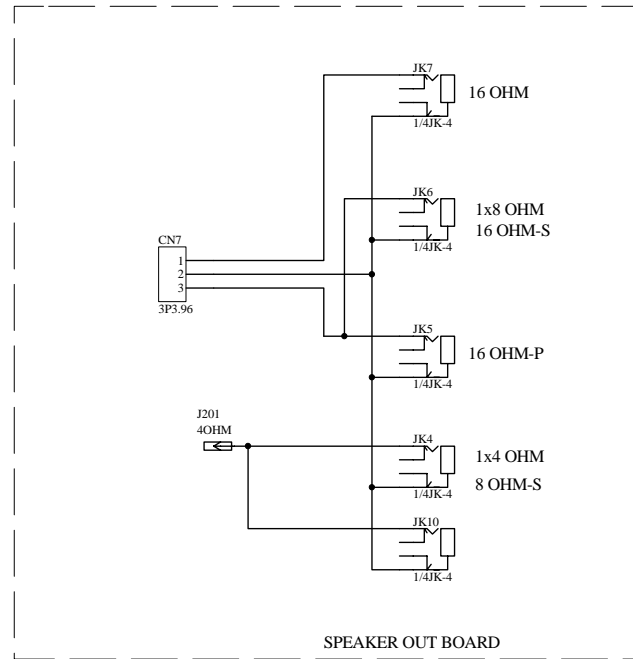 JK7
16 OHM
1/4JK-4
JK6
1x8 OHM
16 OHM-S
1/4JK-4
CN7
1
2
3
3P3.96
JK5
16 OHM-P
1/4JK-4
J201
4OHM
JK4
1x4 OHM
8 OHM-S
1/4JK-4
JK10
1/4JK-4
SPEAKER OUT BOARD